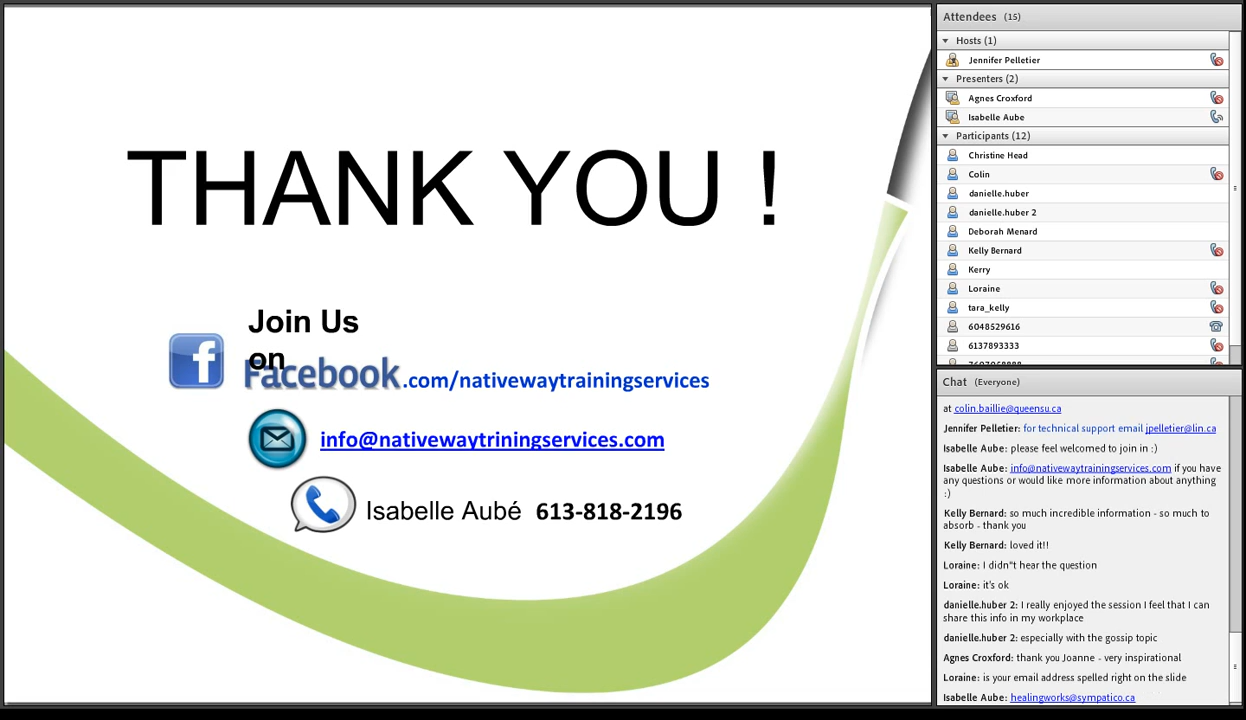 THANK YOU !
Join Us
on
f
Facebook.com/nativewaytrainingservices
info@nativewaytriningservices.com
Isabelle Aubé 613-818-2196
Attendees (15)
Hosts (1)
Jennifer Pelletier
Presenters (2)
Agnes Croxford
Isabelle Aube
Participants (12)
Christine Head
Colin
danielle.huber
danielle.huber 2
Deborah Menard
Kelly Bernard
Kerry
Loraine
tara_kelly
6048529616
6137893333
Chat (Everyone)
at colin.baillie@queensu.ca
Jennifer Pelletier: for technical support email jpelletier@lin.ca
Isabelle Aube: please feel welcomed to join in :)
Isabelle Aube: info@nativewaytrainingservices.com if you have
any questions or would like more information about anything
:)
Kelly Bernard: so much incredible information - so much to
absorb - thank you
Kelly Bernard: loved it!!
Loraine: I didn"t hear the question
Loraine: it's ok
danielle.huber 2: I really enjoyed the session I feel that I can
share this info in my workplace
danielle.huber 2: especially with the gossip topic
Agnes Croxford: thank you Joanne - very inspirational
Loraine: is your email address spelled right on the slide
Isabelle Aube: healingworks@sympatico.ca